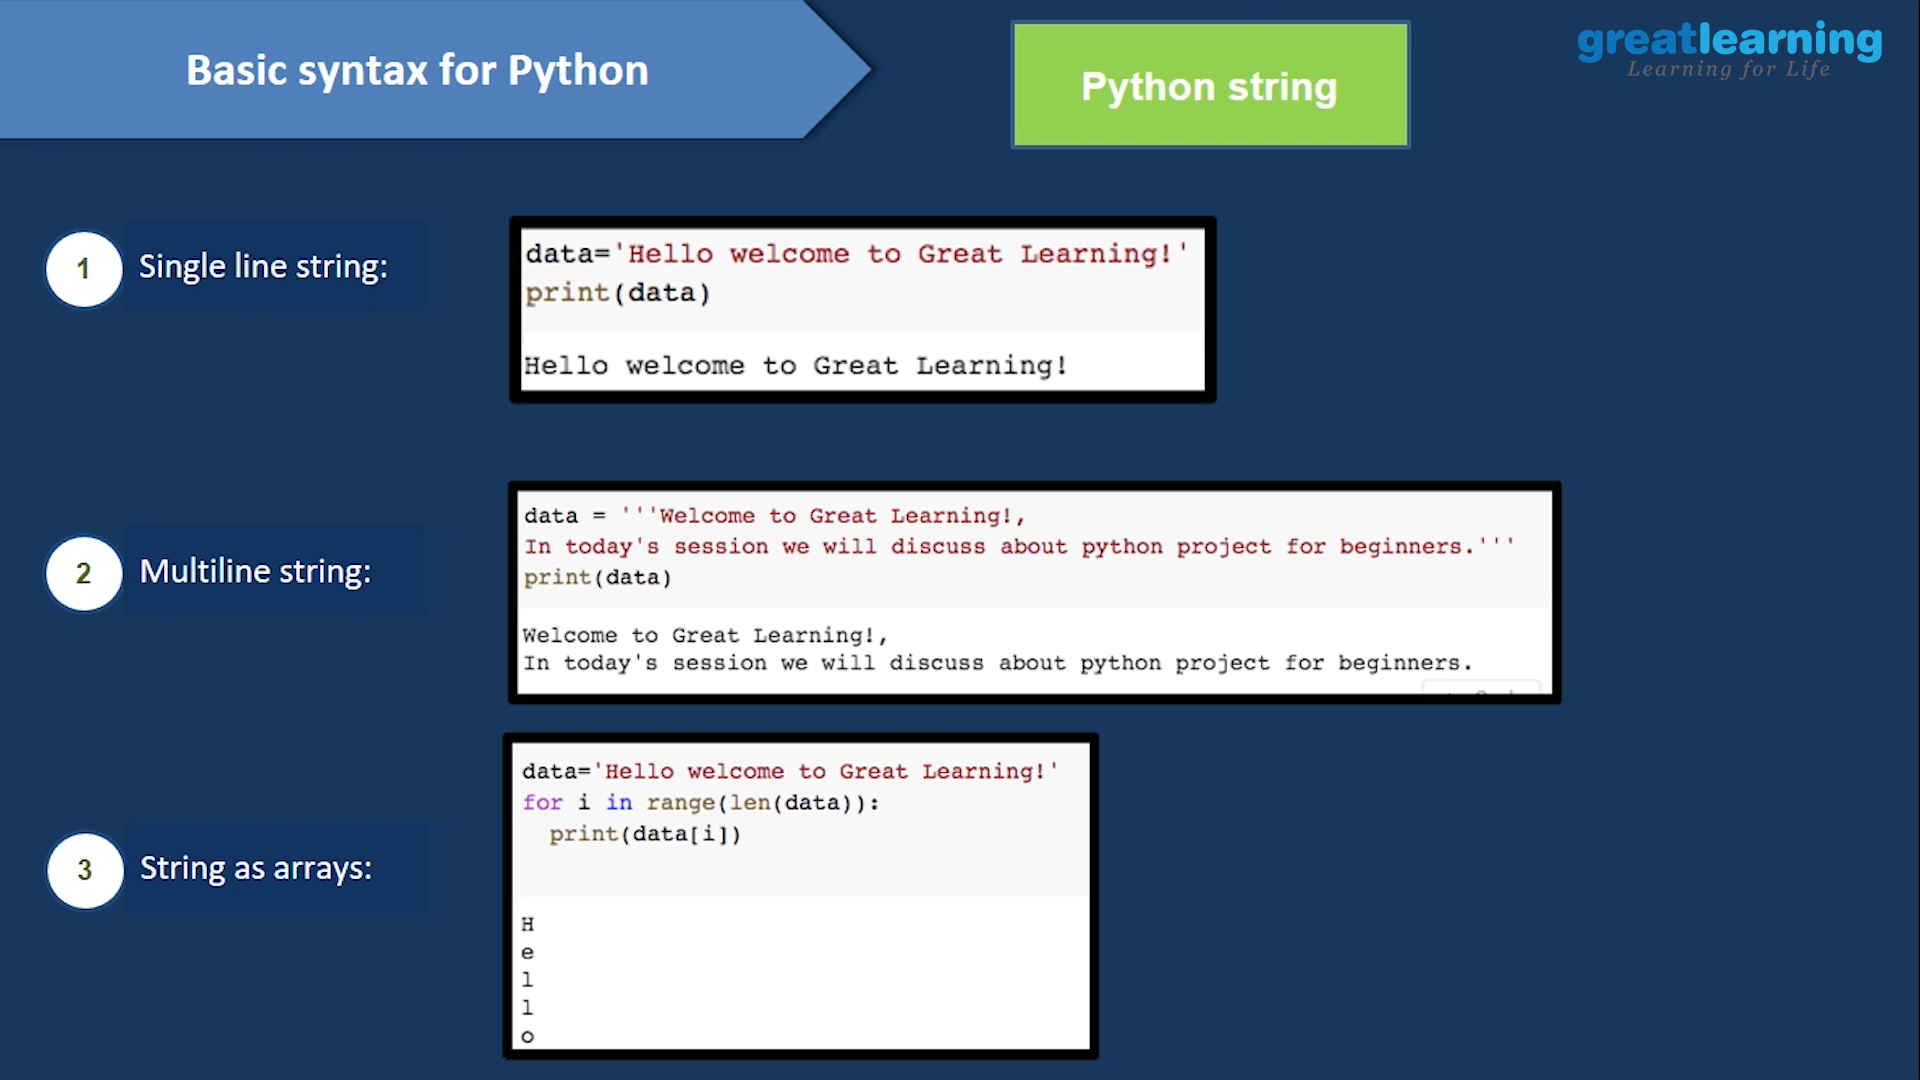 Basic syntax for Python
Python string
greatlearning
Learning for Life
1
Single line string:
data='Hello welcome to Great Learning!'
print(data)
Hello welcome to Great Learning!
2
Multiline string:
data = '''Welcome to Great Learning!,
In today's session we will discuss about python project for beginners.'''
print(data)
Welcome to Great Learning!,
In today's session we will discuss about python project for beginners.
3
String as arrays:
data='Hello welcome to Great Learning!'
for i in range(len(data)):
  print(data[i])
H
e
l
l
o